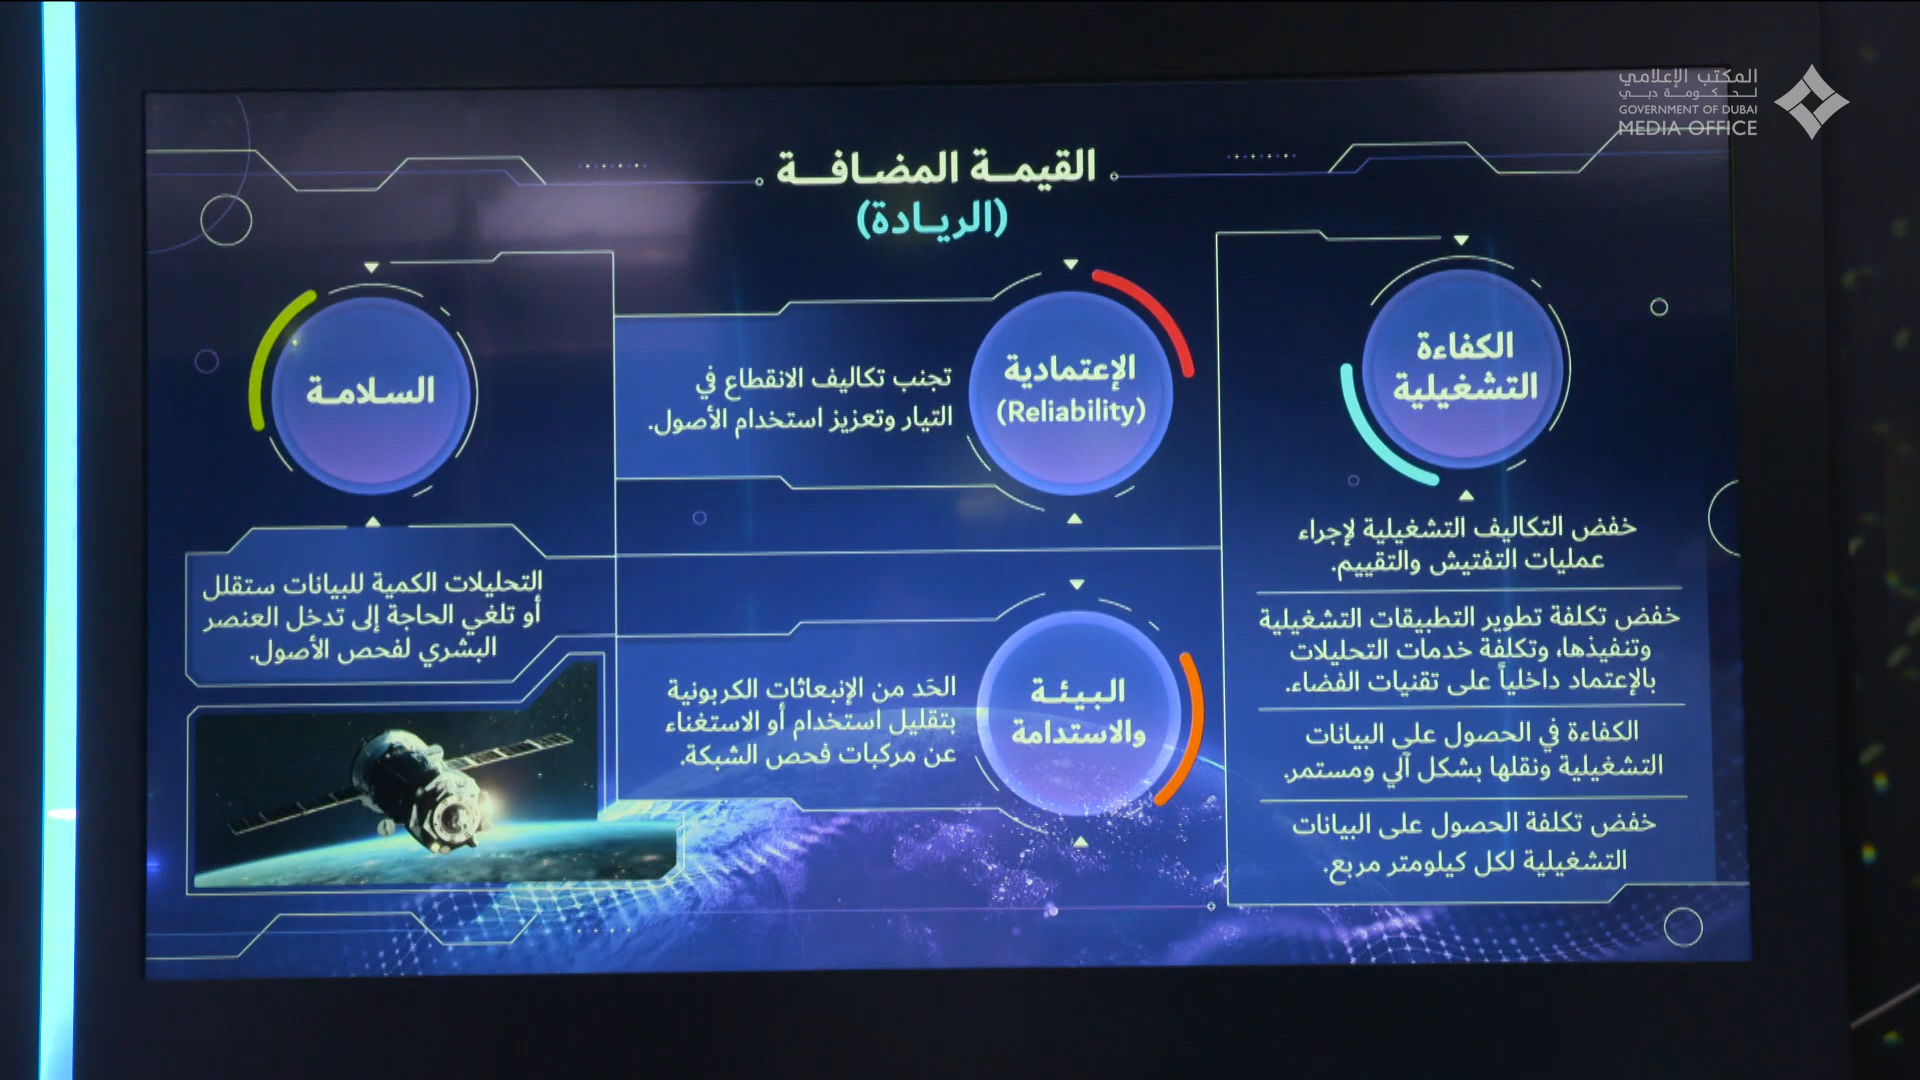 المكتب الإعلامي
لحكومة دبي
GOVERNMENT OF DUBAI
MEDIA OFFICE
القيمة المضافة
(الريادة)
الكفاءة
التشغيلية
خفض التكاليف التشغيلية لإجراء
عمليات التفتيش والتقييم.
خفض تكلفة تطوير التطبيقات التشغيلية
وتنفيذها، وتكلفة خدمات التحليلات
بالإعتماد داخلياً على تقنيات الفضاء.
الكفاءة في الحصول على البيانات
التشغيلية ونقلها بشكل آلي ومستمر.
خفض تكلفة الحصول على البيانات
التشغيلية لكل كيلومتر مربع.
الإعتمادية
(Reliability)
تجنب تكاليف الانقطاع في
التيار وتعزيز استخدام الأصول.
البيئة
والاستدامة
الحَد من الإنبعاثات الكربونية
بتقليل استخدام أو الاستغناء
عن مركبات فحص الشبكة.
السلامة
التحليلات الكمية للبيانات ستقلل
أو تلغي الحاجة إلى تدخل العنصر
البشري لفحص الأصول.